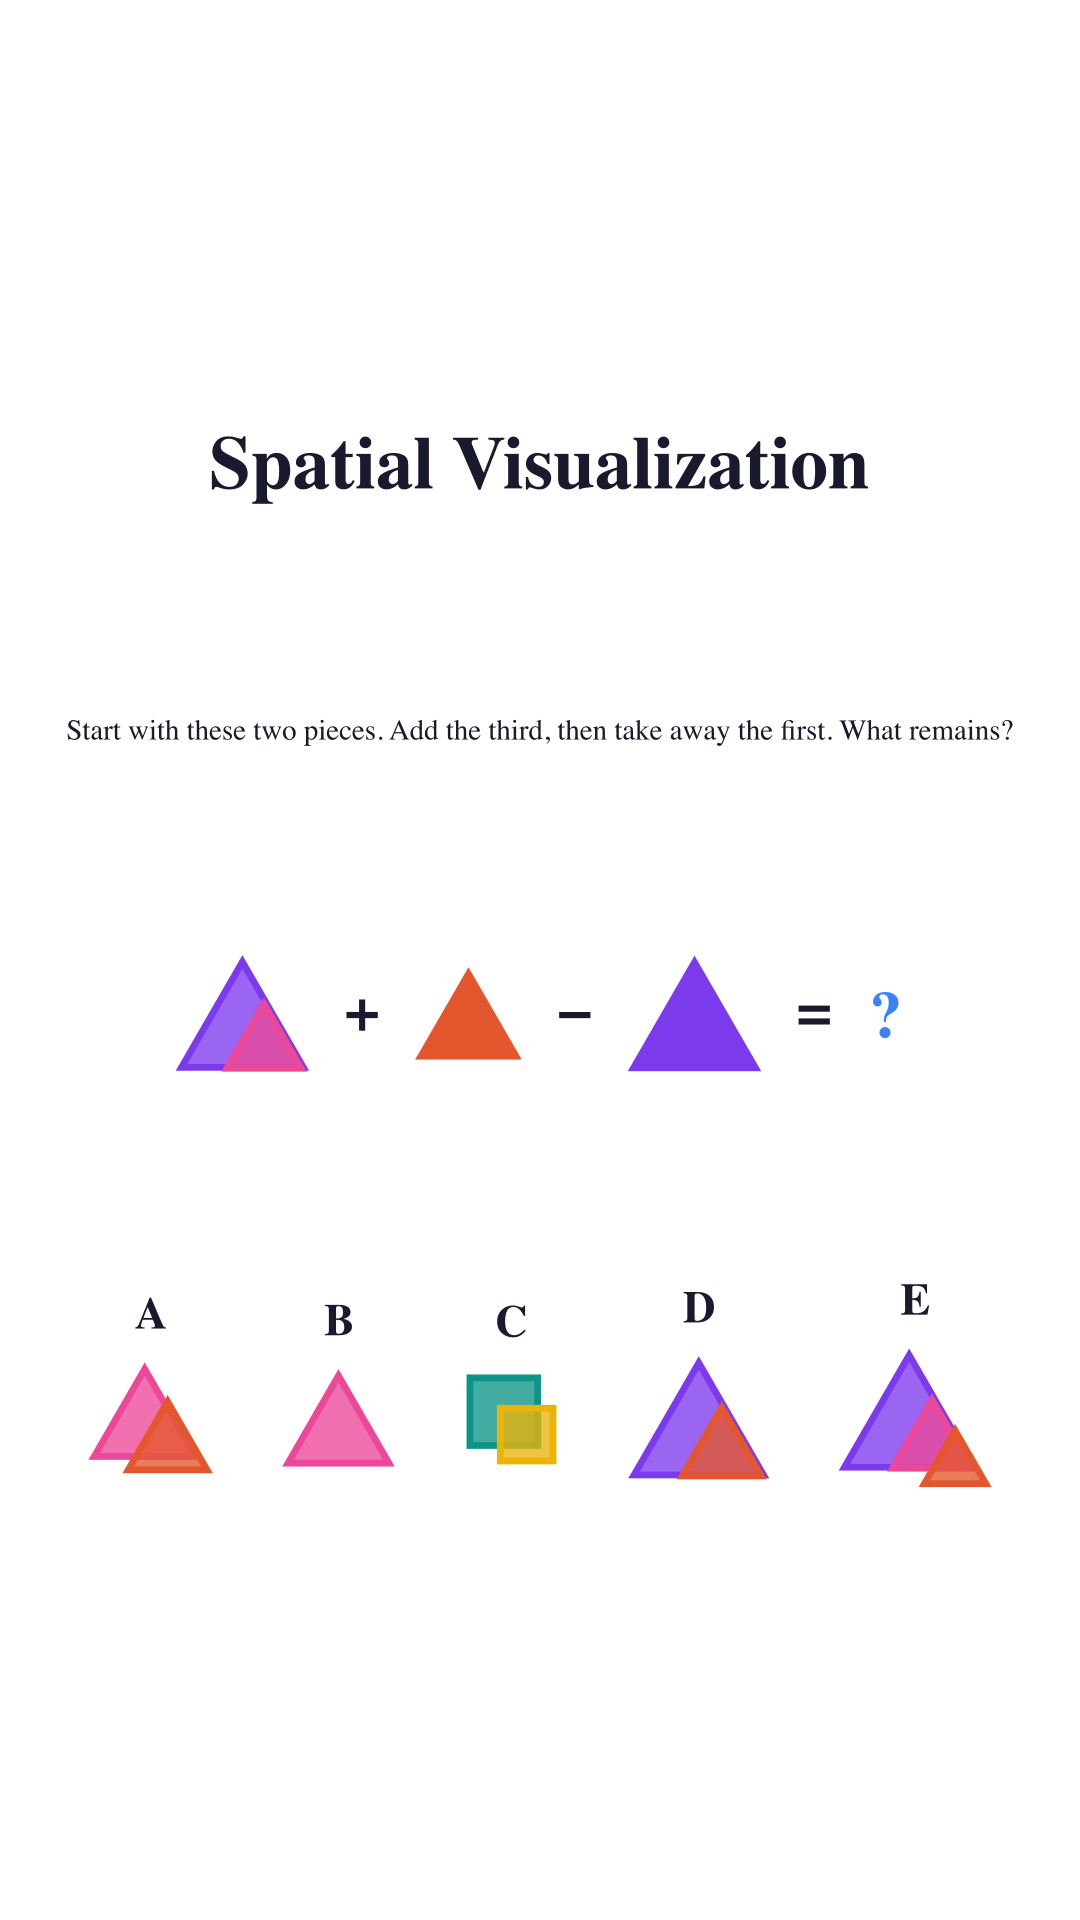 Spatial Visualization
Start with these two pieces. Add the third, then take away the first. What remains?
+ − = ?
A B C D E